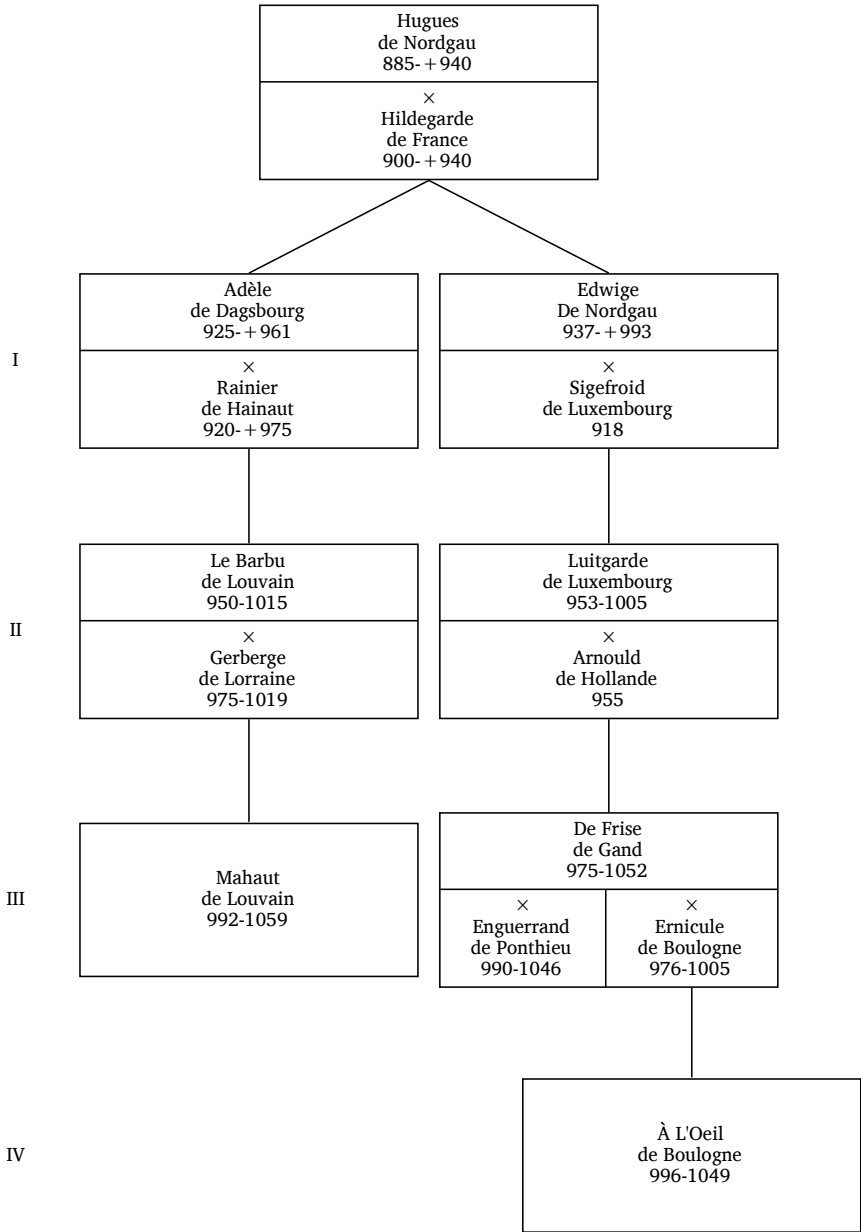 Hugues
de Nordgau
885-+940
×
Hildegarde
de France
900-+940
I
Adèle
de Dagsbourg
925-+961
×
Rainier
de Hainaut
920-+975
Edwige
De Nordgau
937-+993
×
Sigefroid
de Luxembourg
918
II
Le Barbu
de Louvain
950-1015
×
Gerberge
de Lorraine
975-1019
Luitgarde
de Luxembourg
953-1005
×
Arnould
de Hollande
955
III
Mahaut
de Louvain
992-1059
De Frise
de Gand
975-1052
×
Enguerrand
de Ponthieu
990-1046
×
Ernicule
de Boulogne
976-1005
IV
À L'Oeil
de Boulogne
996-1049